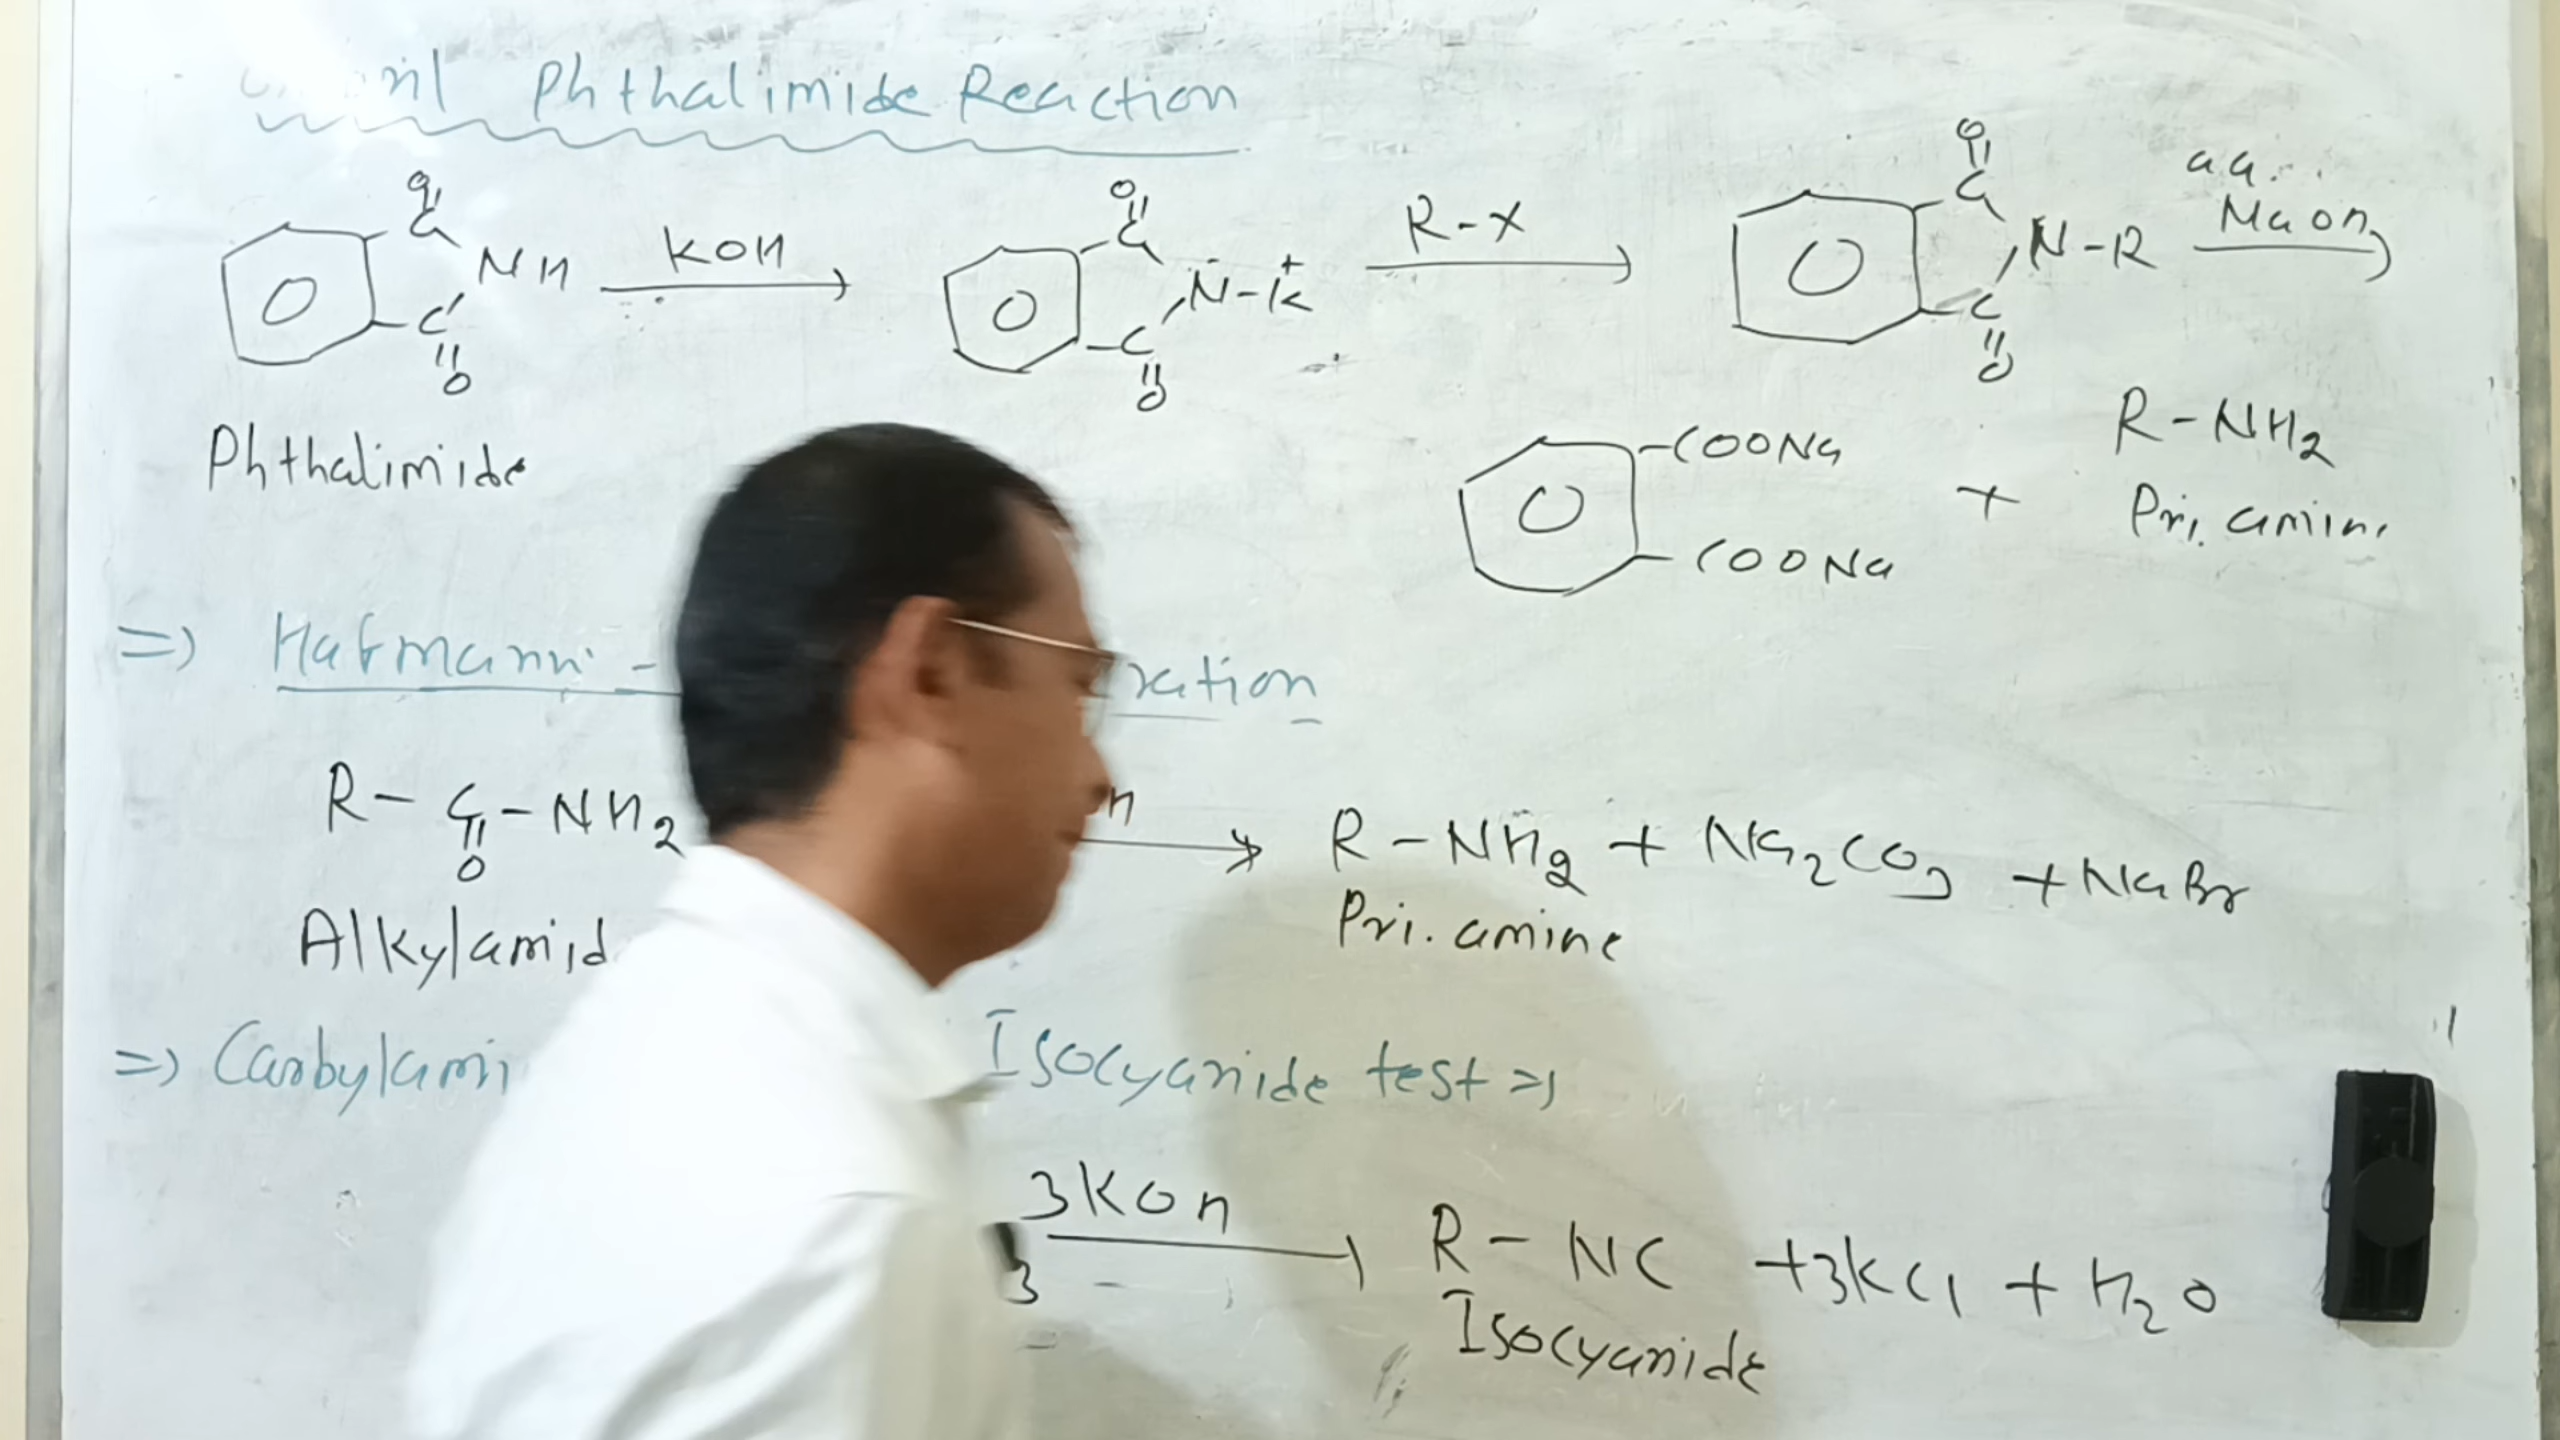 Phthalimide Reaction
O C NH C O KOH O C N-K + C O R-X O C N-R C O aq. NaOH
Phthalimide
COONa + R-NH2
COONa Pri. amine
=> Hofmann -
R - C - NH2 → R - NH2 + Na2CO3 + NaBr
O
Alkylamid Pri. amine
=> Carbylami Isocyanide test =>
3 3KOH → R - NC + 3KCl + H2O
Isocyanide